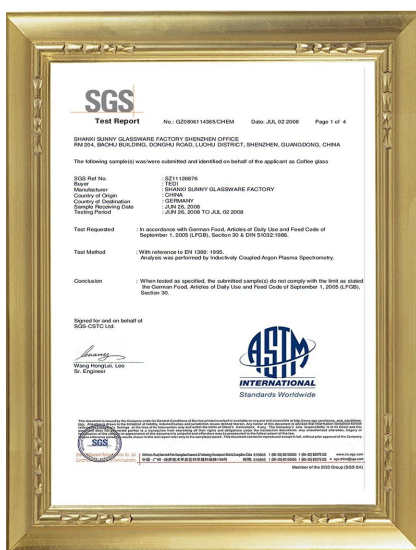 SGS
Test Report No.: GZ0806114365/CHEM Date: JUL 02 2008 Page 1 of 4
SHANXI SUNNY GLASSWARE FACTORY SHENZHEN OFFICE
RM 204, BAOHU BUILDING, DONGHU ROAD, LUOHU DISTRICT, SHENZHEN, GUANGDONG, CHINA
The following sample(s) was/were submitted and identified on behalf of the applicant as Coffee glass
SGS Ref No. : SZ11126876
Buyer : TEDI
Manufacturer : SHANXI SUNNY GLASSWARE FACTORY
Country of Origin : CHINA
Country of Destination : GERMANY
Sample Receiving Date : JUN 26, 2006
Testing Period : JUN 26, 2008 TO JUL 02 2008
Test Requested : In accordance with German Food, Articles of Daily Use and Feed Code of
September 1, 2005 (LFGB), Section 30 & DIN 51032:1986.
Test Method : With reference to EN 1388: 1995.
Analysis was performed by Inductively Coupled Argon Plasma Spectrometry.
Conclusion : When tested as specified, the submitted sample(s) do not comply with the limit as stated
the German Food, Articles of Daily Use and Feed Code of September 1, 2005 (LFGB),
Section 30.
Signed for and on behalf of
SGS-CSTC Ltd.
Wang HongLei, Leo
Sr. Engineer
ASTM
INTERNATIONAL
Standards Worldwide
SGS
Member of the SGS Group (SGS SA)